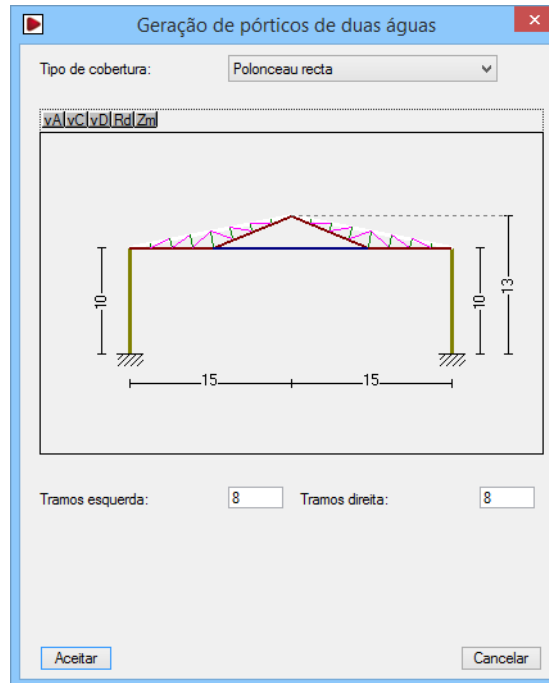 Geração de pórticos de duas águas
Tipo de cobertura: Polonceau recta
vA vC vD Rd Zm
10
10
13
15 15
Tramos esquerda: 8 Tramos direita: 8
Aceitar Cancelar